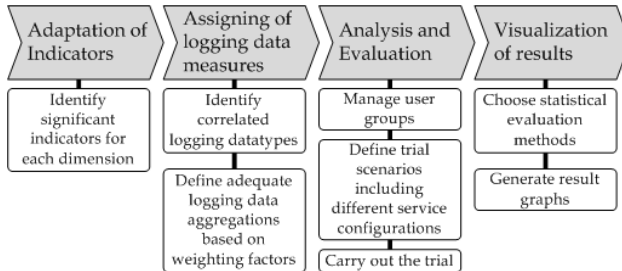 Adaptation of
Indicators
Assigning of
logging data
measures
Analysis and
Evaluation
Visualization
of results
Identify
significant
indicators for
each dimension
Identify
correlated
logging datatypes
Define adequate
logging data
aggregations
based on
weighting factors
Manage user
groups
Define trial
scenarios
including
different service
configurations
Carry out the trial
Choose statistical
evaluation
methods
Generate result
graphs